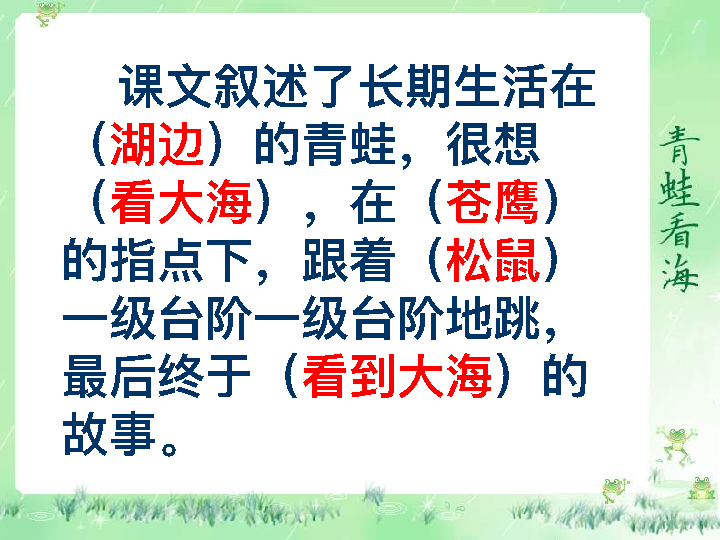 课文叙述了长期生活在
（湖边）的青蛙，很想
（看大海），在（苍鹰）
的指点下，跟着（松鼠）
一级台阶一级台阶地跳，
最后终于（看到大海）的
故事。
青蛙看海